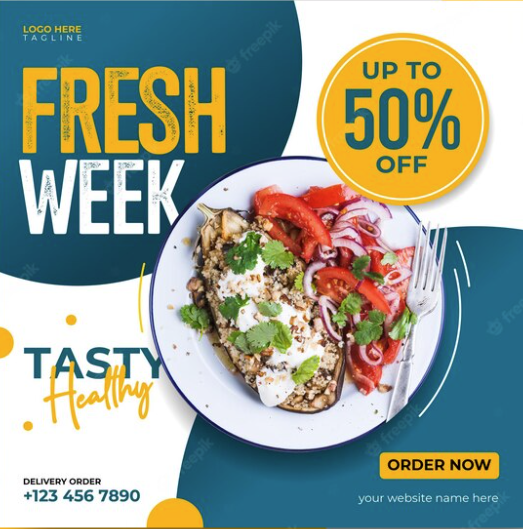 LOGO HERE
TAGLINE
FRESH
WEEK
UP TO
50%
OFF
TASTY
Healthy
DELIVERY ORDER
+123 456 7890
ORDER NOW
your website name here
freepik